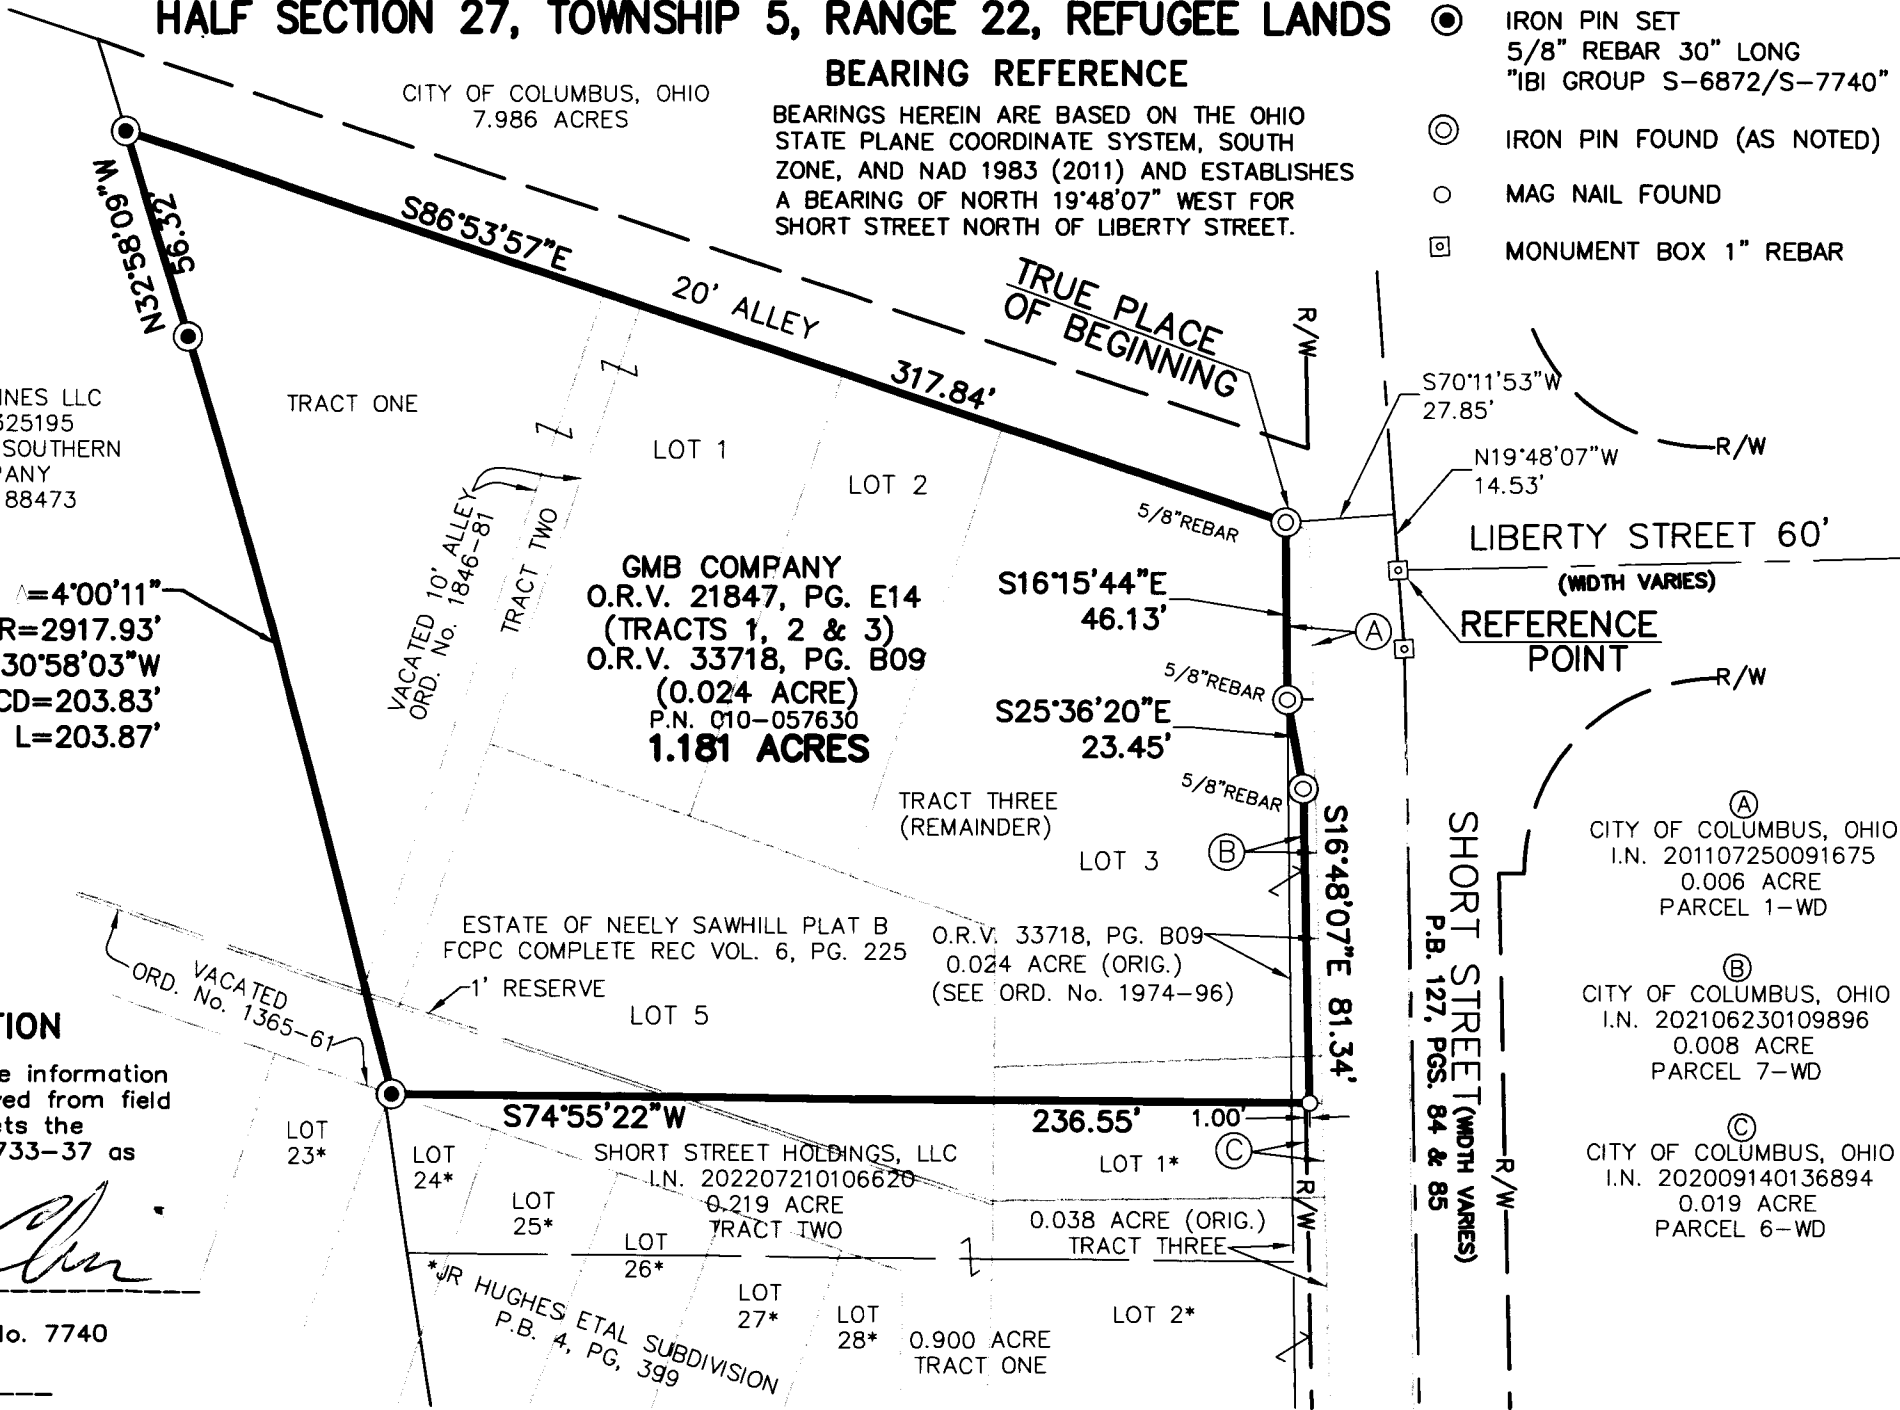 HALF SECTION 27, TOWNSHIP 5, RANGE 22, REFUGEE LANDS
BEARING REFERENCE
BEARINGS HEREIN ARE BASED ON THE OHIO
STATE PLANE COORDINATE SYSTEM, SOUTH
ZONE, AND NAD 1983 (2011) AND ESTABLISHES
A BEARING OF NORTH 19°48'07" WEST FOR
SHORT STREET NORTH OF LIBERTY STREET.
IRON PIN SET
5/8" REBAR 30" LONG
"IBI GROUP S-6872/S-7740"
IRON PIN FOUND (AS NOTED)
MAG NAIL FOUND
MONUMENT BOX 1" REBAR
CITY OF COLUMBUS, OHIO
7.986 ACRES
N32°58'09"W
56.32'
S86°53'57"E
20' ALLEY
317.84'
TRUE PLACE
OF BEGINNING
R/W
S70°11'53"W
27.85'
R/W
N19°48'07"W
14.53'
LIBERTY STREET 60'
(WIDTH VARIES)
REFERENCE
POINT
R/W
INES LLC
325195
SOUTHERN
PANY
88473
TRACT ONE
LOT 1
LOT 2
5/8"REBAR
VACATED 10' ALLEY
ORD. No. 1846-81
TRACT TWO
GMB COMPANY
O.R.V. 21847, PG. E14
(TRACTS 1, 2 & 3)
O.R.V. 33718, PG. B09
(0.024 ACRE)
P.N. 010-057630
1.181 ACRES
S16°15'44"E
46.13'
A
5/8"REBAR
S25°36'20"E
23.45'
5/8"REBAR
=4°00'11"
R=2917.93'
30°58'03"W
CD=203.83'
L=203.87'
TRACT THREE
(REMAINDER)
LOT 3
B
S16°48'07"E 81.34'
SHORT STREET (WIDTH VARIES)
P.B. 127, PGS. 84 & 85
R/W
A
CITY OF COLUMBUS, OHIO
I.N. 201107250091675
0.006 ACRE
PARCEL 1-WD
B
CITY OF COLUMBUS, OHIO
I.N. 202106230109896
0.008 ACRE
PARCEL 7-WD
C
CITY OF COLUMBUS, OHIO
I.N. 202009140136894
0.019 ACRE
PARCEL 6-WD
ESTATE OF NEELY SAWHILL PLAT B
FCPC COMPLETE REC VOL. 6, PG. 225
O.R.V. 33718, PG. B09
0.024 ACRE (ORIG.)
(SEE ORD. No. 1974-96)
1' RESERVE
LOT 5
VACATED
ORD. No. 1365-61
TION
e information
ed from field
ets the
733-37 as
S74°55'22"W
236.55'
1.00'
C
LOT
23*
LOT
24*
LOT
25*
LOT
26*
LOT
27*
LOT
28*
SHORT STREET HOLDINGS, LLC
I.N. 202207210106620
0.219 ACRE
TRACT TWO
LOT 1*
R/W
0.038 ACRE (ORIG.)
TRACT THREE
LOT 2*
0.900 ACRE
TRACT ONE
*JR HUGHES ETAL SUBDIVISION
P.B. 4, PG, 399
No. 7740